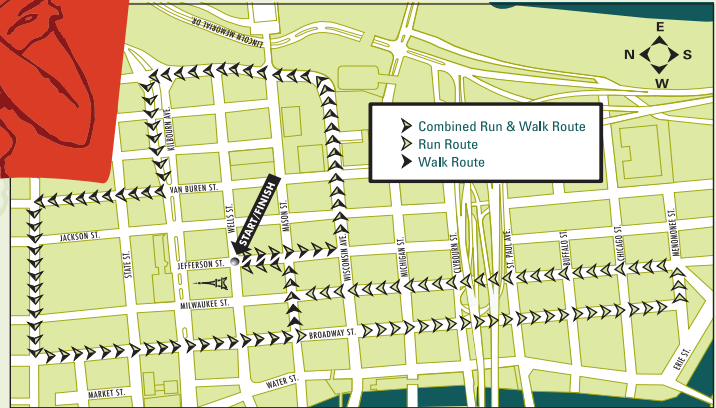 LINCOLN MEMORIAL DR.
E
N
S
W
Combined Run & Walk Route
Run Route
Walk Route
KILBOURN AVE.
VAN BUREN ST.
WELLS ST.
START/FINISH
MASON ST.
JACKSON ST.
STATE ST.
JEFFERSON ST.
WISCONSIN AVE.
MICHIGAN ST.
CLYBOURN ST.
ST. PAUL AVE.
BUFFALO ST.
CHICAGO ST.
MENOMONEE ST.
MILWAUKEE ST.
BROADWAY ST.
ERIE ST.
MARKET ST.
WATER ST.